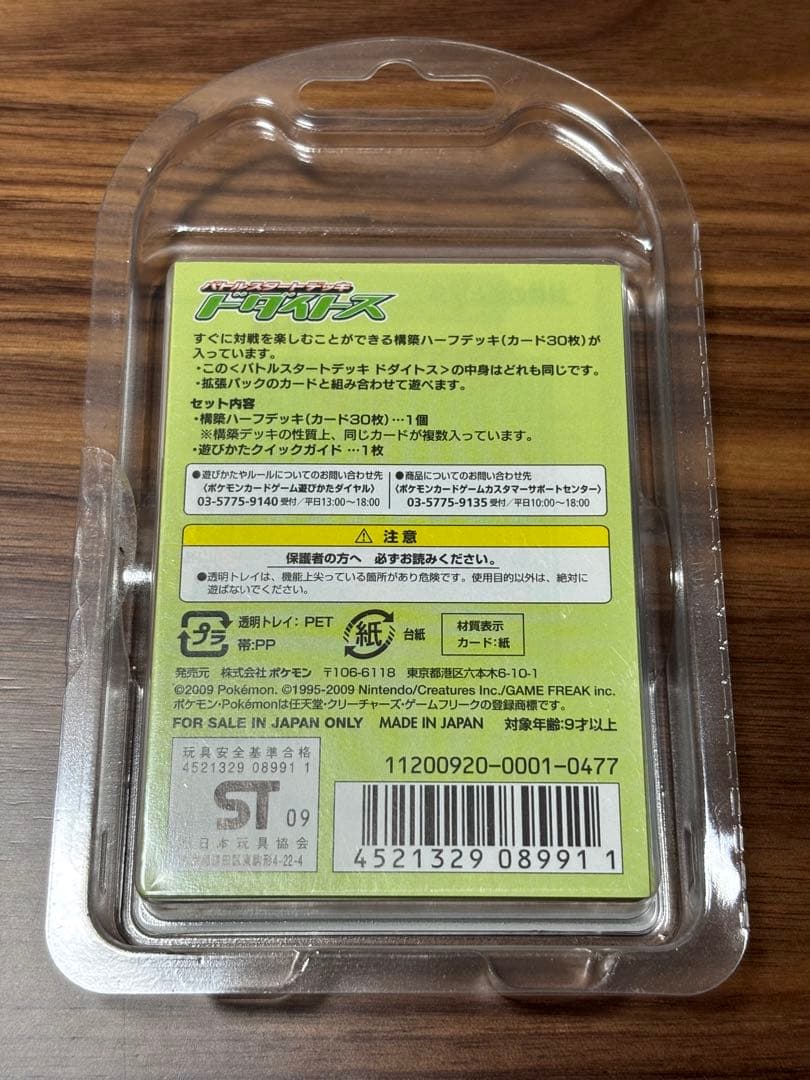 バトルスタートデッキ
ドダイトス
すぐに対戦を楽しむことができる構築ハーフデッキ(カード30枚)が
入っています。
・この<バトルスタートデッキ ドダイトス>の中身はどれも同じです。
・拡張パックのカードと組み合わせて遊べます。
セット内容
・構築ハーフデッキ(カード30枚)…1個
※構築デッキの性質上、同じカードが複数入っています。
・遊びかたクイックガイド …1枚
●遊びかたやルールについてのお問い合わせ先
〈ポケモンカードゲーム遊びかたダイヤル〉
03-5775-9140 受付/平日13:00〜18:00
●商品についてのお問い合わせ先
〈ポケモンカードゲームカスタマーサポートセンター〉
03-5775-9135 受付/平日10:00〜18:00
⚠ 注意
保護者の方へ 必ずお読みください。
●透明トレイは、機能上尖っている箇所があり危険です。使用目的以外は、絶対に
遊ばないでください。
プラ
透明トレイ:PET
帯:PP
紙
台紙
材質表示
カード:紙
発売元 株式会社 ポケモン 〒106-6118 東京都港区六本木6-10-1
©2009 Pokémon. ©1995-2009 Nintendo/Creatures Inc./GAME FREAK inc.
ポケモン・Pokémonは任天堂・クリーチャーズ・ゲームフリークの登録商標です。
FOR SALE IN JAPAN ONLY MADE IN JAPAN 対象年齢:9才以上
玩具安全基準合格
4521329 08991 1
ST 09
日本玩具協会
駒形4-22-4
11200920-0001-0477
4521329 089911